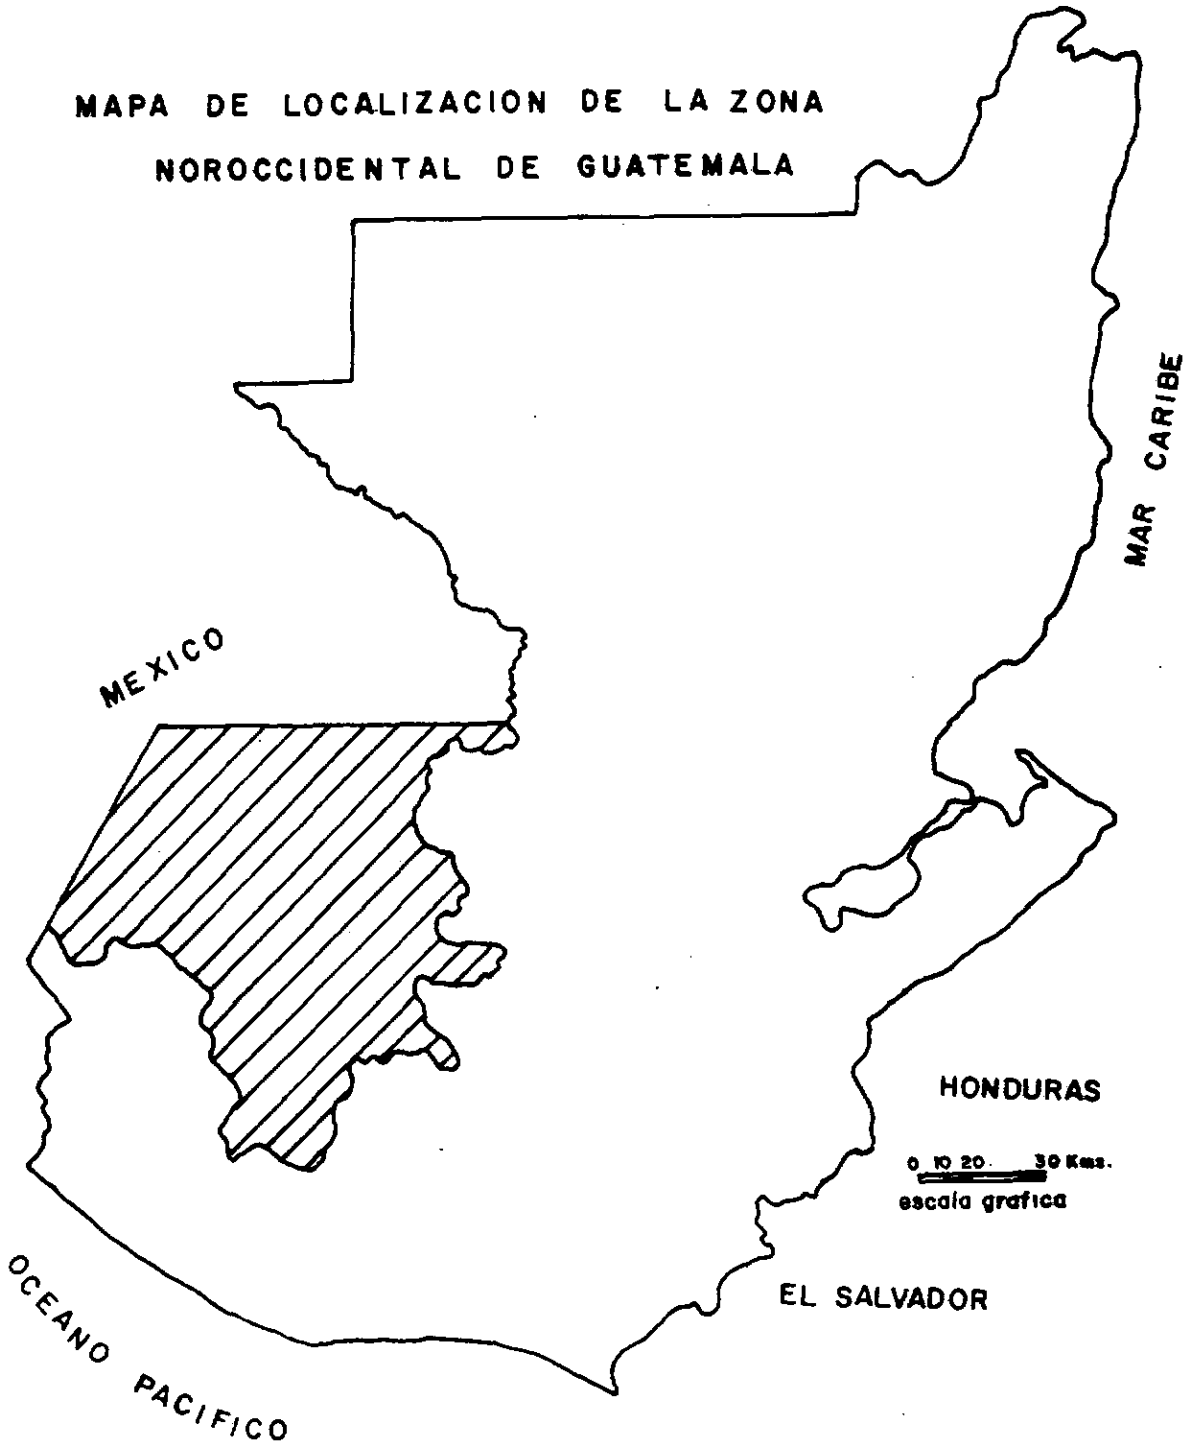 MAPA DE LOCALIZACION DE LA ZONA
NOROCCIDENTAL DE GUATEMALA
MAR CARIBE
MEXICO
HONDURAS
0 10 20 30 Kms.
escala grafica
EL SALVADOR
OCEANO PACIFICO